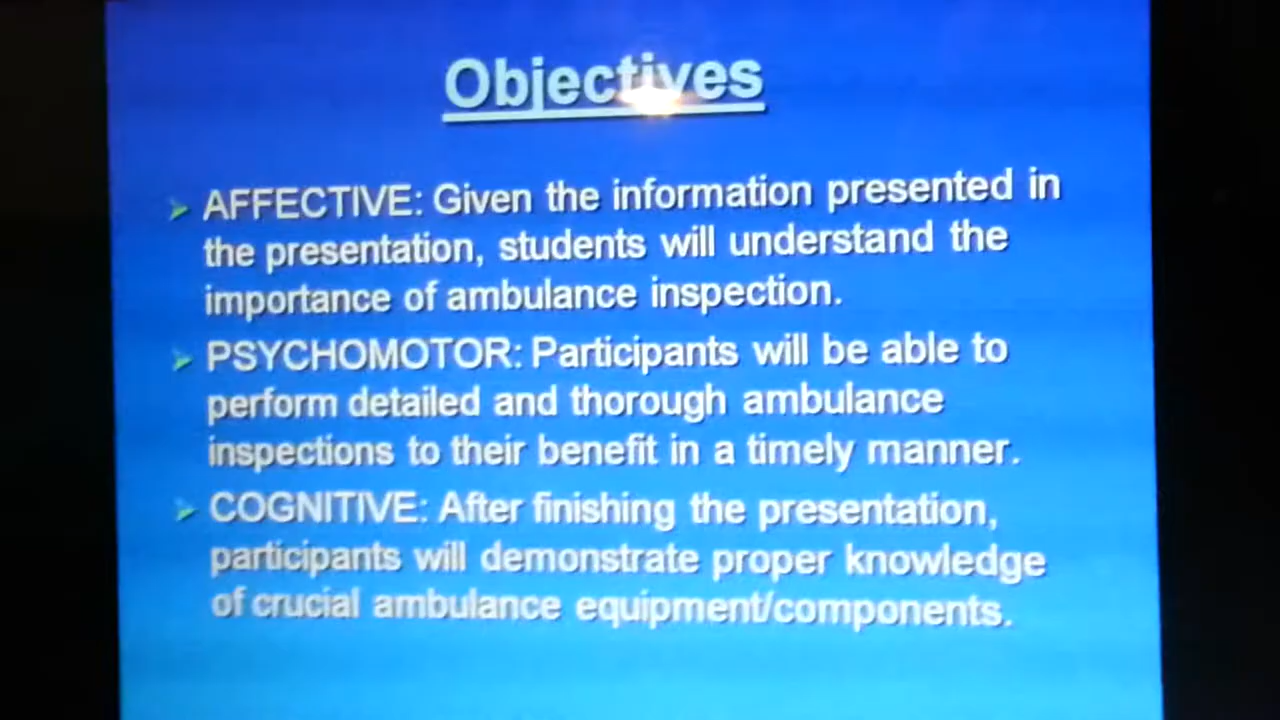 Objectives
AFFECTIVE: Given the information presented in
the presentation, students will understand the
importance of ambulance inspection.
PSYCHOMOTOR: Participants will be able to
perform detailed and thorough ambulance
inspections to their benefit in a timely manner.
COGNITIVE: After finishing the presentation,
participants will demonstrate proper knowledge
of crucial ambulance equipment/components.